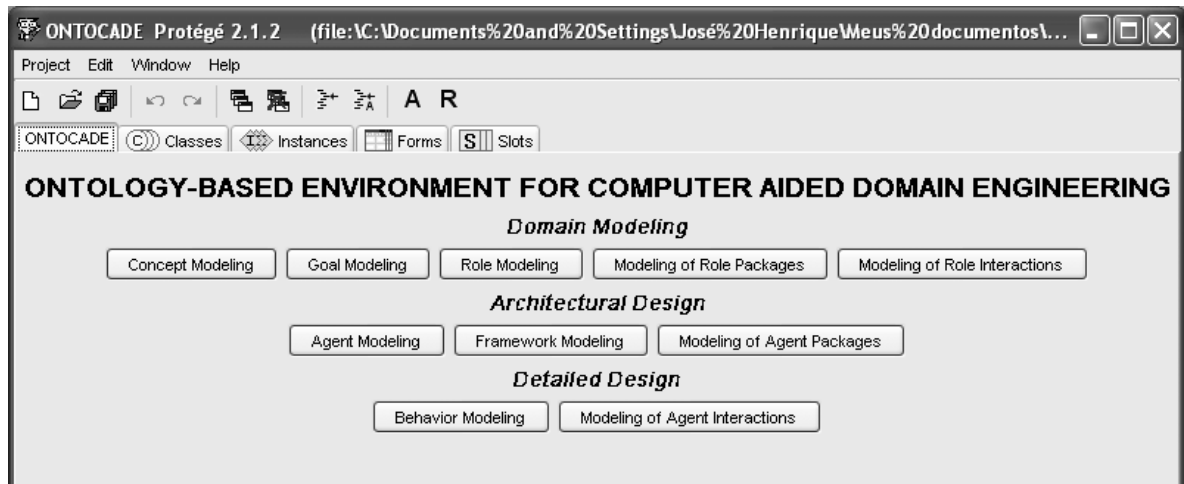 ONTOCADE Protégé 2.1.2 (file:\C:\Documents%20and%20Settings\José%20Henrique\Meus%20documentos\...
Project Edit Window Help
A R
ONTOCADE C Classes I Instances Forms S Slots
ONTOLOGY-BASED ENVIRONMENT FOR COMPUTER AIDED DOMAIN ENGINEERING
Domain Modeling
Concept Modeling Goal Modeling Role Modeling Modeling of Role Packages Modeling of Role Interactions
Architectural Design
Agent Modeling Framework Modeling Modeling of Agent Packages
Detailed Design
Behavior Modeling Modeling of Agent Interactions